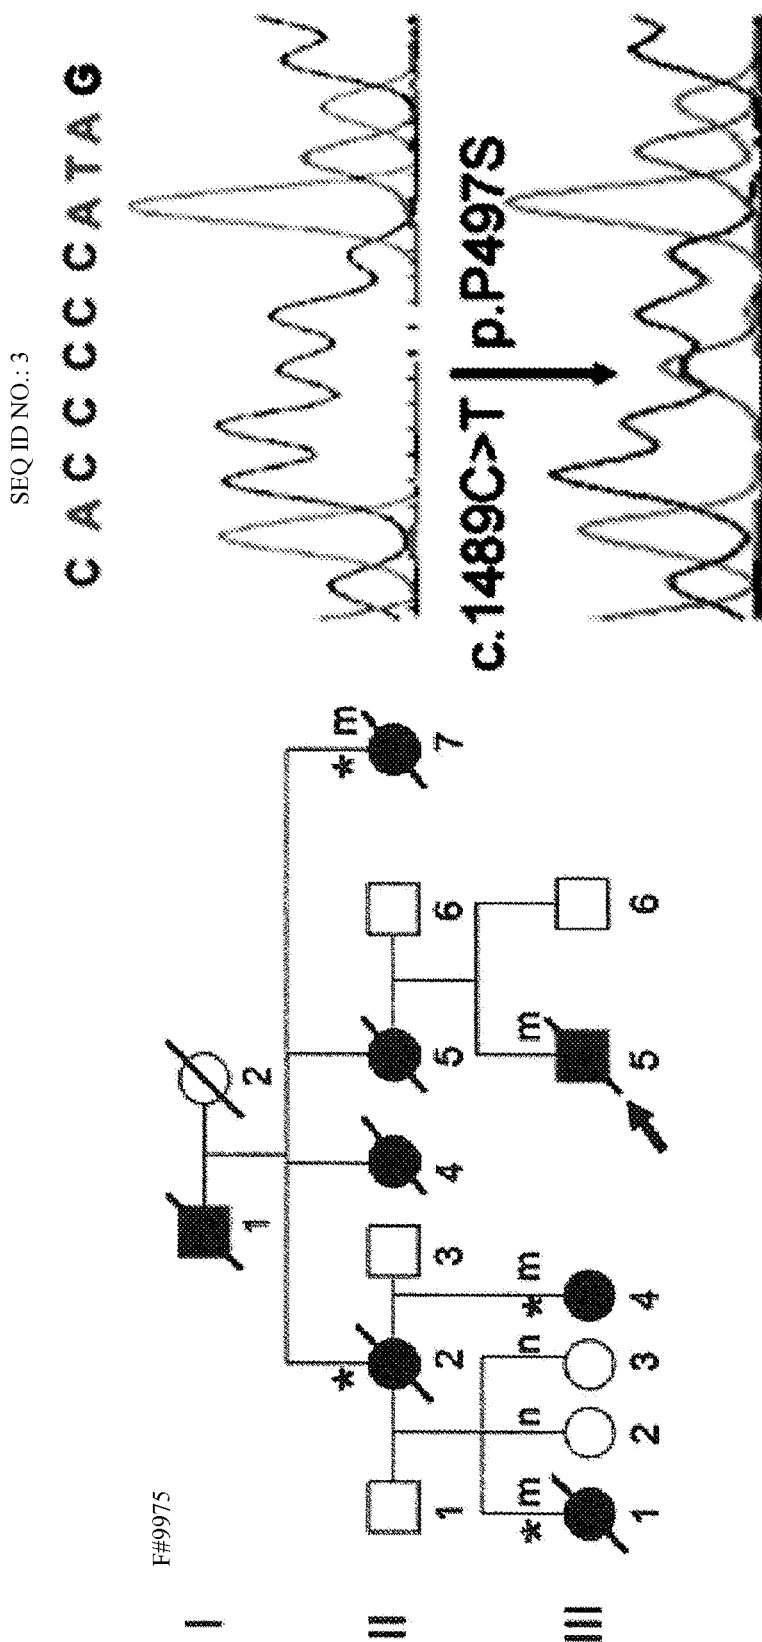 F#9975
I
1 2
* * m
II
1 2 3 4 5 6 7
* m n n * m m
III
1 2 3 4 5 6
SEQ ID NO.: 3
C A C C C C C A T A G
c.1489C>T p.P497S